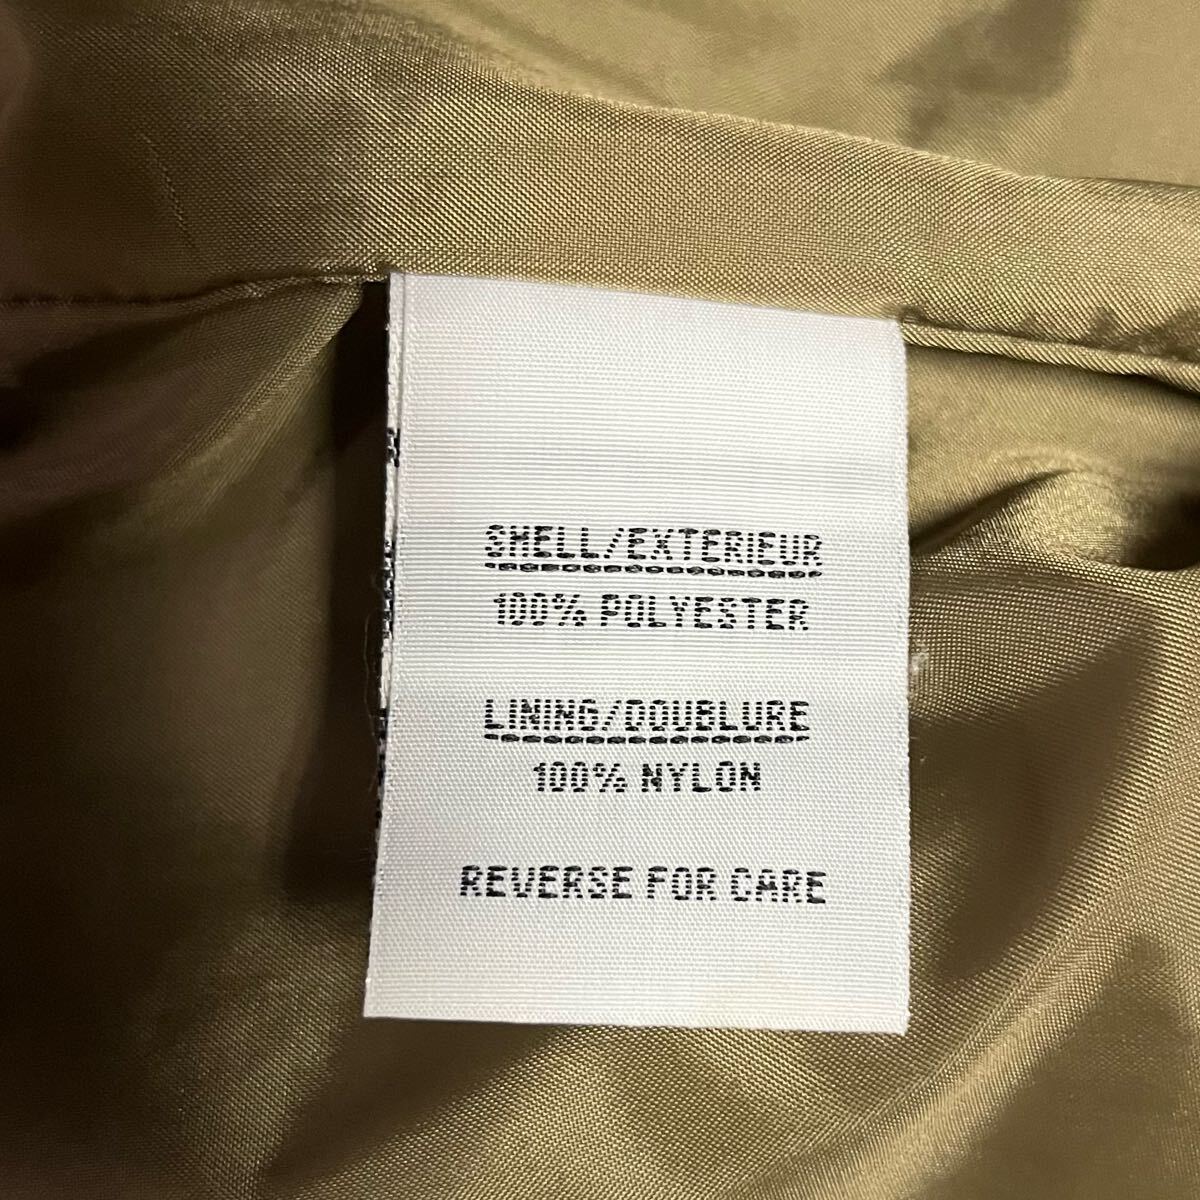 SHELL/EXTERIEUR
100% POLYESTER
LINING/DOUBLURE
100% NYLON
REVERSE FOR CARE